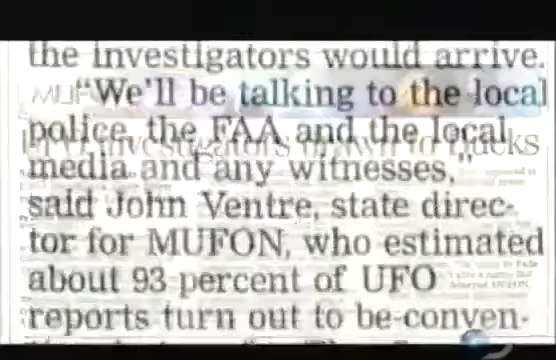 the investigators would arrive.
"We'll be talking to the local
police, the FAA and the local
media and any witnesses,"
said John Ventre, state direc-
tor for MUFON, who estimated
about 93 percent of UFO
reports turn out to be conven-